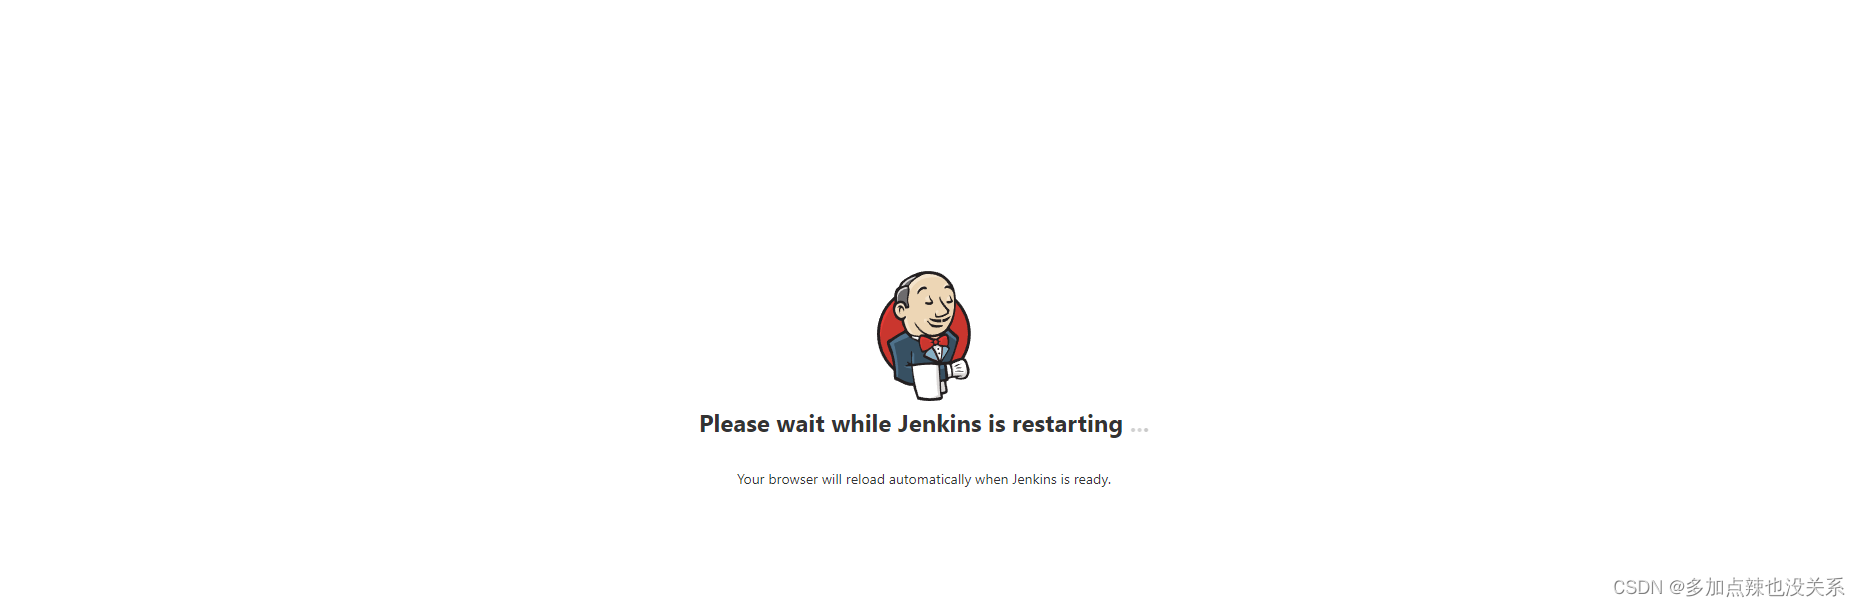 Please wait while Jenkins is restarting ...
Your browser will reload automatically when Jenkins is ready.
CSDN @多加点辣也没关系